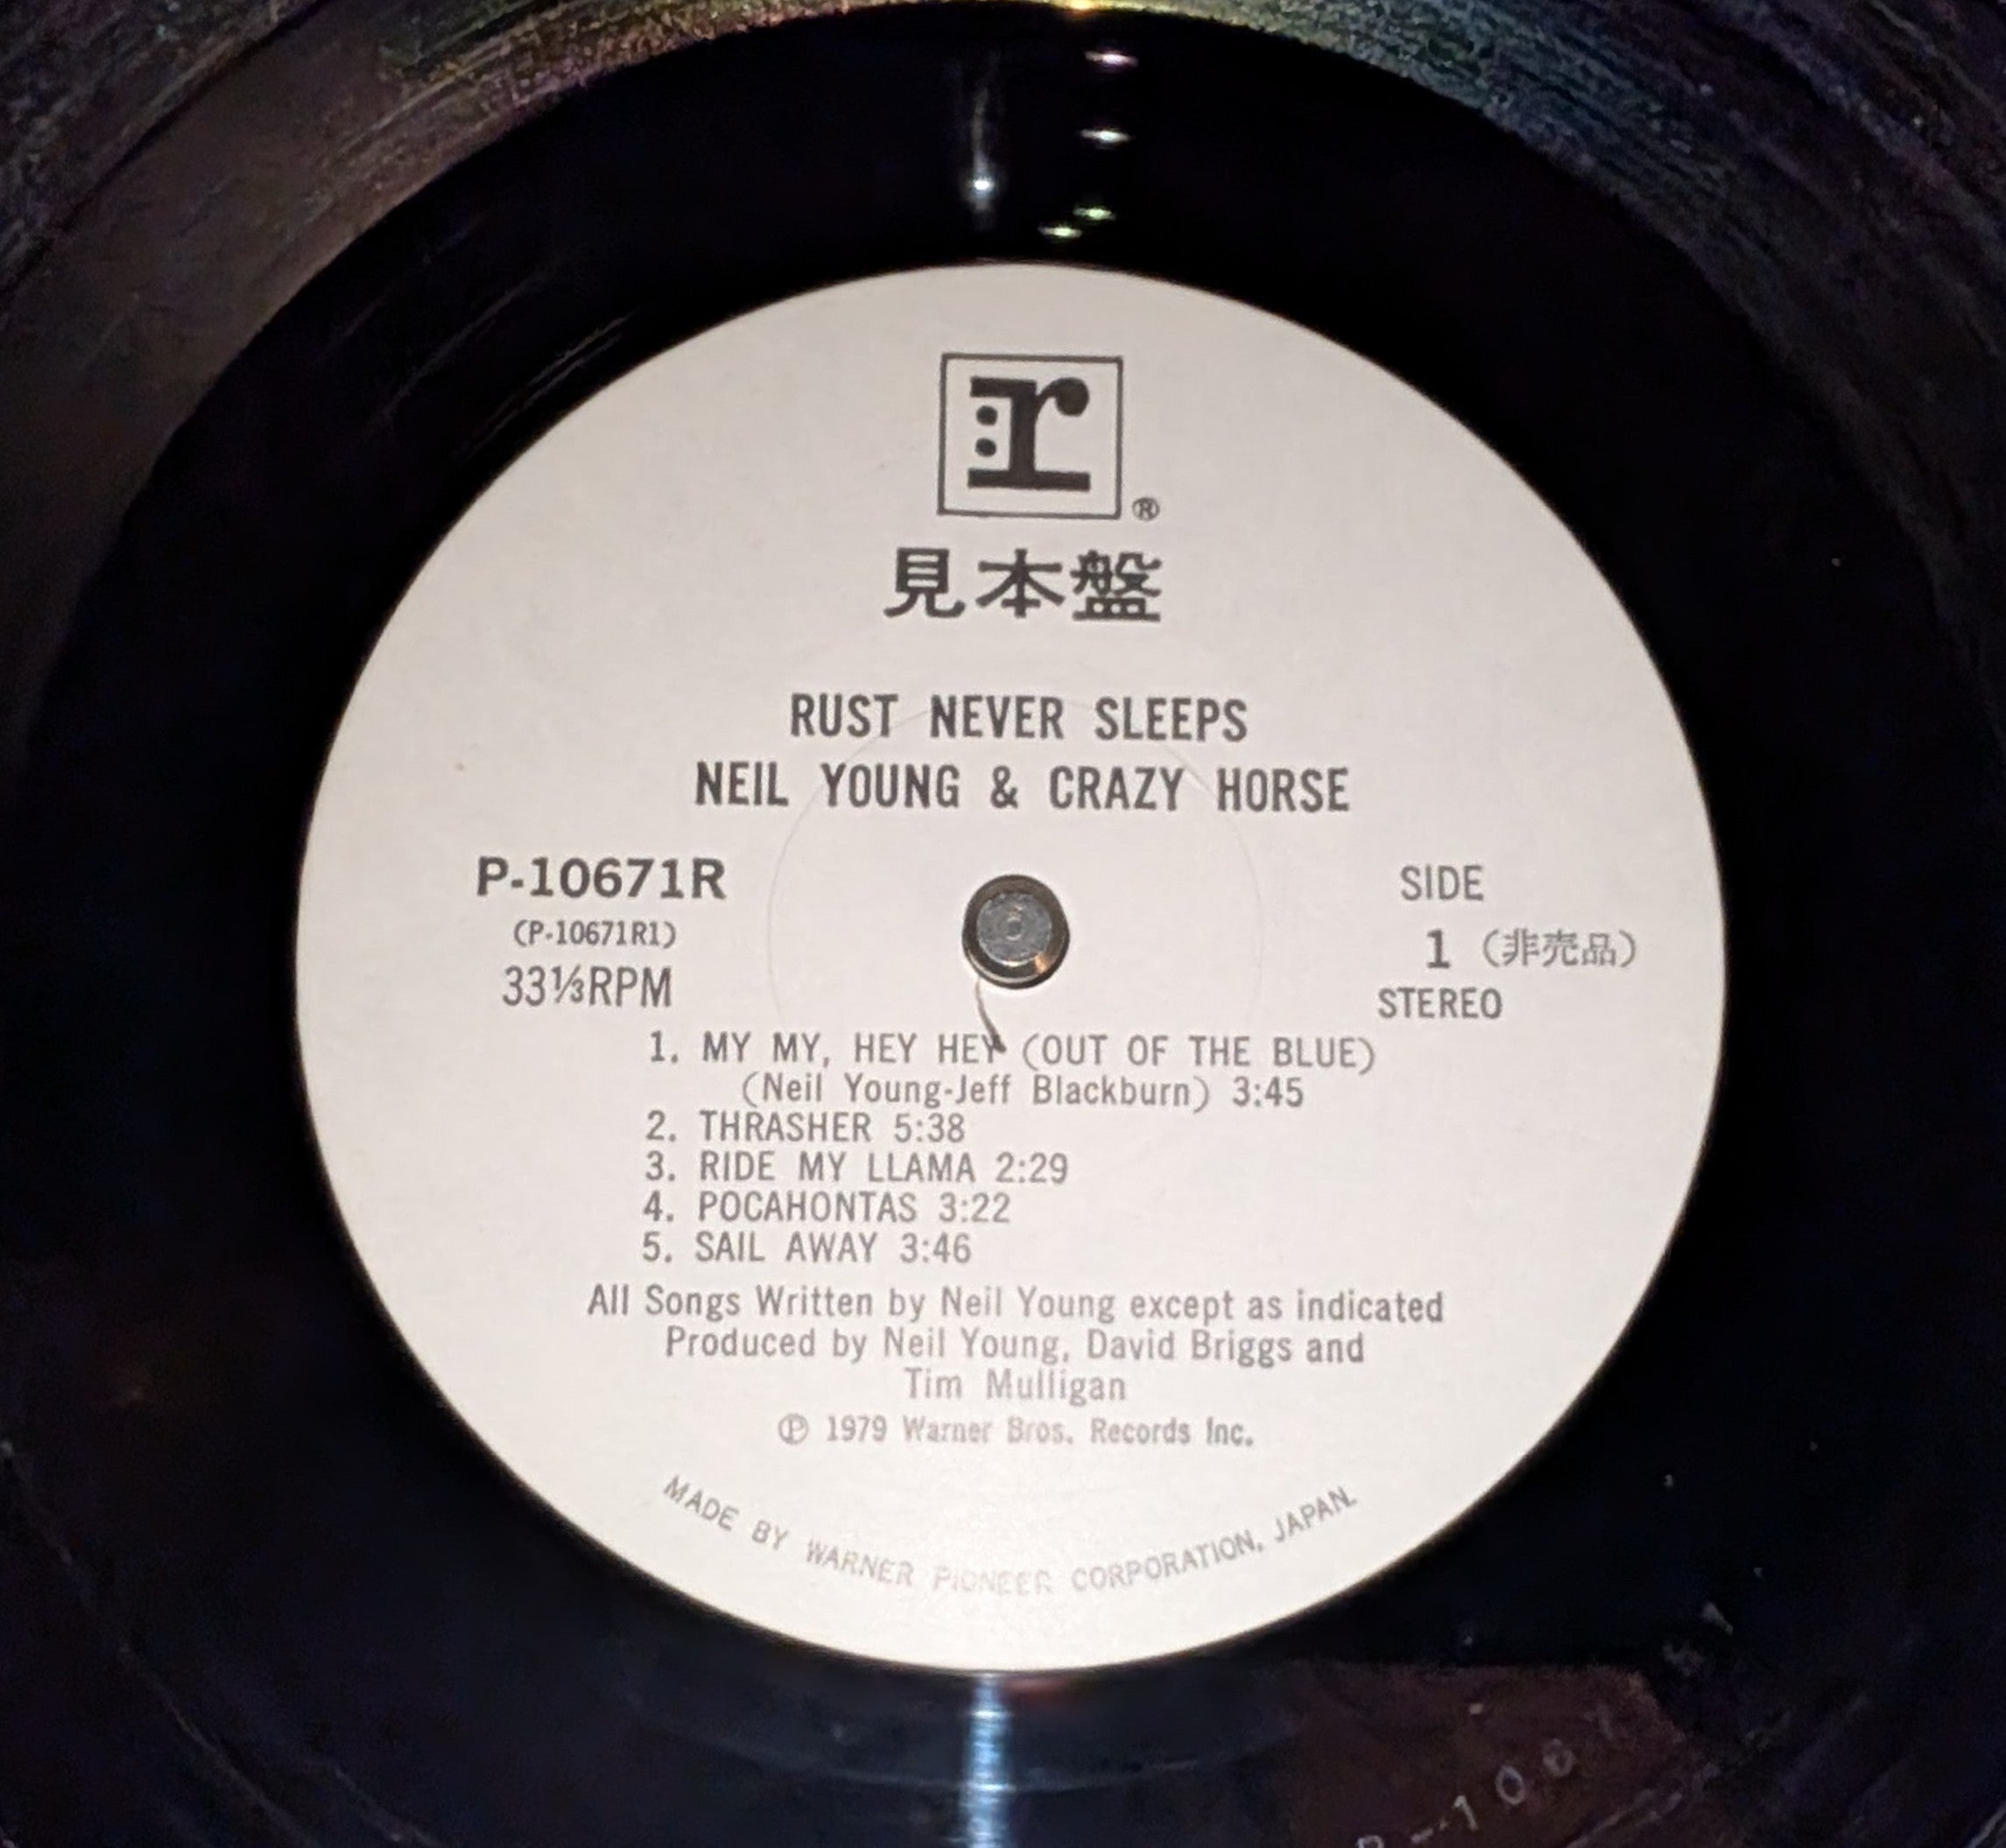 r
®
見本盤
RUST NEVER SLEEPS
NEIL YOUNG & CRAZY HORSE
P-10671R
(P-10671R1)
33⅓RPM
SIDE
1 (非売品)
STEREO
1. MY MY, HEY HEY (OUT OF THE BLUE)
(Neil Young-Jeff Blackburn) 3:45
2. THRASHER 5:38
3. RIDE MY LLAMA 2:29
4. POCAHONTAS 3:22
5. SAIL AWAY 3:46
All Songs Written by Neil Young except as indicated
Produced by Neil Young, David Briggs and
Tim Mulligan
℗ 1979 Warner Bros. Records Inc.
MADE BY WARNER PIONEER CORPORATION, JAPAN.